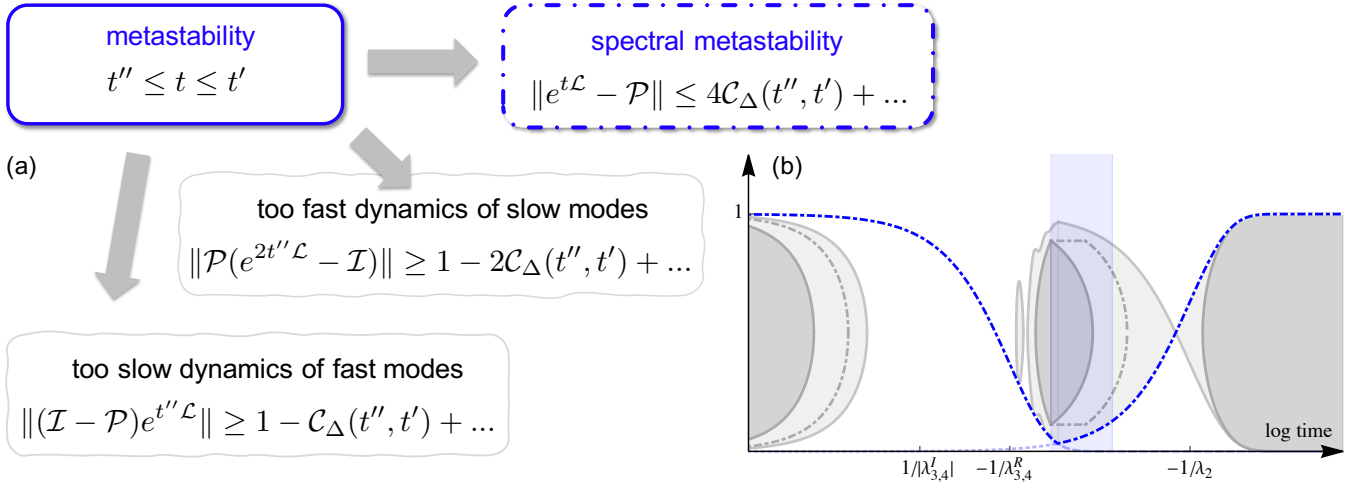 metastability
t′′ ≤ t ≤ t′
spectral metastability
‖e^{tℒ} − 𝒫‖ ≤ 4𝒞_Δ(t′′, t′) + ...
(a)
too fast dynamics of slow modes
‖𝒫(e^{2t′′ℒ} − ℐ)‖ ≥ 1 − 2𝒞_Δ(t′′, t′) + ...
too slow dynamics of fast modes
‖(ℐ − 𝒫)e^{t′′ℒ}‖ ≥ 1 − 𝒞_Δ(t′′, t′) + ...
(b)
1
log time
1/|λ^I_{3,4}|
−1/λ^R_{3,4}
−1/λ_2